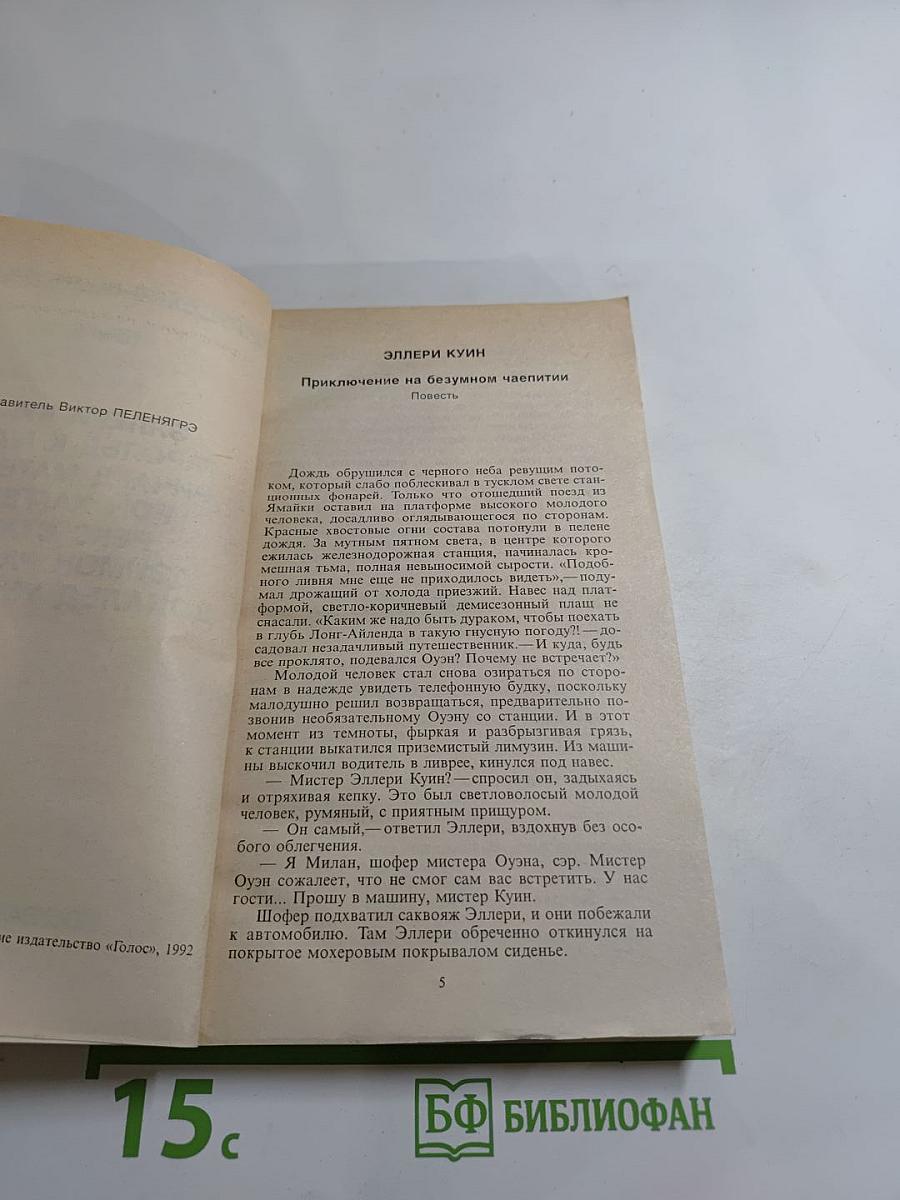 Виктор ПЕЛЕНЯГРЭ
издательство «Голос», 1992
ЭЛЛЕРИ КУИН
Приключение на безумном чаепитии
Повесть
Дождь обрушился с черного неба ревущим пото-
ком, который слабо поблескивал в тусклом свете стан-
ционных фонарей. Только что отошедший поезд из
Ямайки оставил на платформе высокого молодого
человека, досадливо оглядывающегося по сторонам.
Красные хвостовые огни состава потонули в пелене
дождя. За мутным пятном света, в центре которого
ежилась железнодорожная станция, начиналась кро-
мешная тьма, полная невыносимой сырости. «Подоб-
ного ливня мне еще не приходилось видеть»,— поду-
мал дрожащий от холода приезжий. Навес над плат-
формой, светло-коричневый демисезонный плащ не
спасали. «Каким же надо быть дураком, чтобы поехать
в глубь Лонг-Айленда в такую гнусную погоду?! — до-
садовал незадачливый путешественник.— И куда, будь
все проклято, подевался Оуэн? Почему не встречает?»
Молодой человек стал снова озираться по сторо-
нам в надежде увидеть телефонную будку, поскольку
малодушно решил возвращаться, предварительно по-
звонив необязательному Оуэну со станции. И в этот
момент из темноты, фыркая и разбрызгивая грязь,
к станции выкатился приземистый лимузин. Из маши-
ны выскочил водитель в ливрее, кинулся под навес.
— Мистер Эллери Куин? — спросил он, задыхаясь
и отряхивая кепку. Это был светловолосый молодой
человек, румяный, с приятным прищуром.
— Он самый,— ответил Эллери, вздохнув без осо-
бого облегчения.
— Я Милан, шофер мистера Оуэна, сэр. Мистер
Оуэн сожалеет, что не смог сам вас встретить. У нас
гости... Прошу в машину, мистер Куин.
Шофер подхватил саквояж Эллери, и они побежали
к автомобилю. Там Эллери обреченно откинулся на
покрытое мохеровым покрывалом сиденье.
5
15 с
БФ БИБЛИОФАН